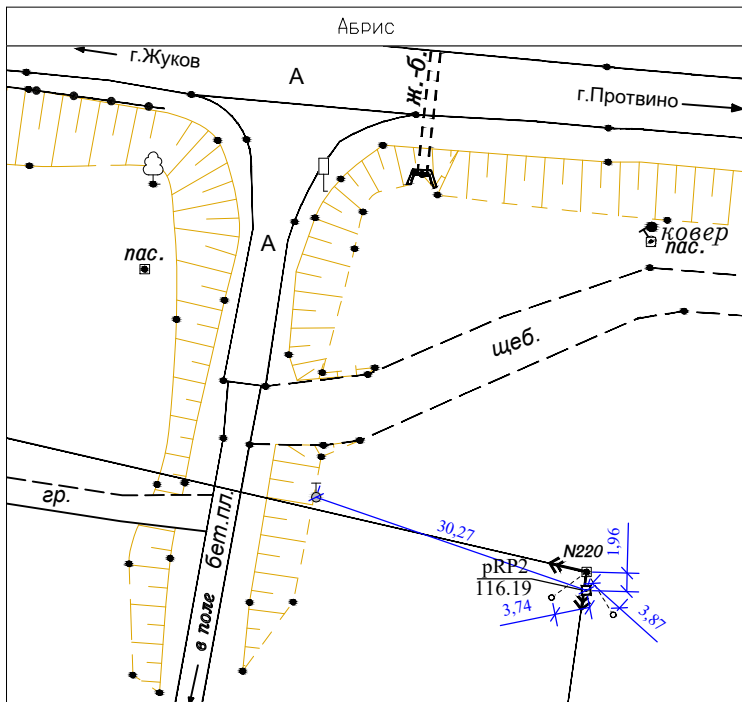 Абрис
г.Жуков
А
ж.-б.
г.Протвино
А
пас.
ковер
пас.
щеб.
гр.
бет.пл.
в поле
30,27
N220
1,96
pRP2
116.19
3,74
3,87